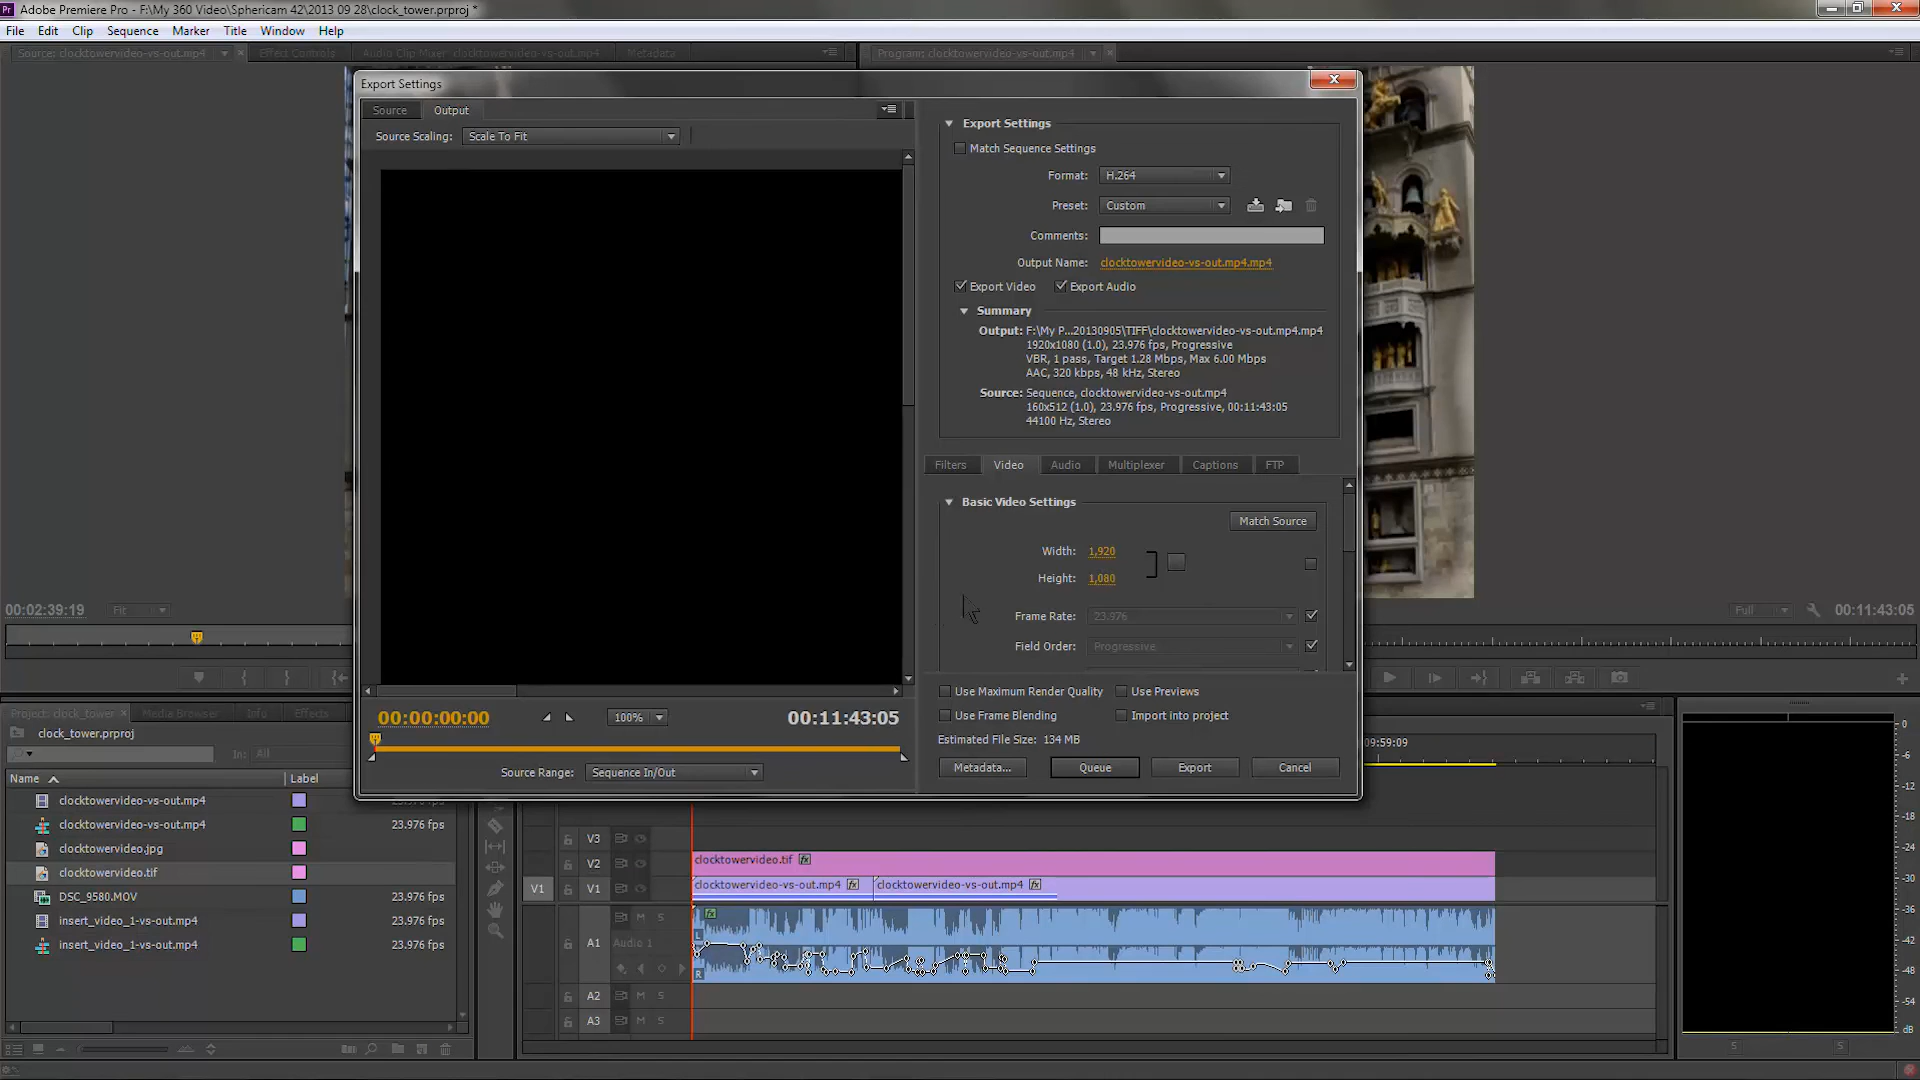 Adobe Premiere Pro - F:\My 360 Video\Sphericam 42\2013 09 28\clock_tower.prproj *
File Edit Clip Sequence Marker Title Window Help
Source: clocktowervideo-vs-out.mp4 Effect Controls Audio Clip Mixer: clocktowervideo-vs-out.mp4 Metadata
Program: clocktowervideo-vs-out.mp4
Export Settings
Source Output
Source Scaling: Scale To Fit
Export Settings
Match Sequence Settings
Format: H.264
Preset: Custom
Comments:
Output Name: clocktowervideo-vs-out.mp4.mp4
Export Video Export Audio
Summary
Output: F:\My P...20130905\TIFF\clocktowervideo-vs-out.mp4.mp4
1920x1080 (1.0), 23.976 fps, Progressive
VBR, 1 pass, Target 1.28 Mbps, Max 6.00 Mbps
AAC, 320 kbps, 48 kHz, Stereo
Source: Sequence, clocktowervideo-vs-out.mp4
160x512 (1.0), 23.976 fps, Progressive, 00:11:43:05
44100 Hz, Stereo
Filters Video Audio Multiplexer Captions FTP
Basic Video Settings
Match Source
Width: 1,920
Height: 1,080
Frame Rate: 23.976
Field Order: Progressive
00:02:39:19 Fit
Full 00:11:43:05
Use Maximum Render Quality Use Previews
Use Frame Blending Import into project
Estimated File Size: 134 MB
Metadata... Queue Export Cancel
00:00:00:00 100% 00:11:43:05
Source Range: Sequence In/Out
Project: clock_tower Media Browser Info Effects
clock_tower.prproj
In: All
Name Label
clocktowervideo-vs-out.mp4
clocktowervideo-vs-out.mp4 23.976 fps
clocktowervideo.jpg
clocktowervideo.tif
DSC_9580.MOV 23.976 fps
insert_video_1-vs-out.mp4 23.976 fps
insert_video_1-vs-out.mp4 23.976 fps
09:59:09
V3
V2 clocktowervideo.tif fx
V1 V1 clocktowervideo-vs-out.mp4 fx clocktowervideo-vs-out.mp4 fx
M S fx
L
A1 Audio 1
R
A2 M S
A3 M S
0
-6
-12
-18
-24
-30
-36
-42
-48
-54
dB
S S